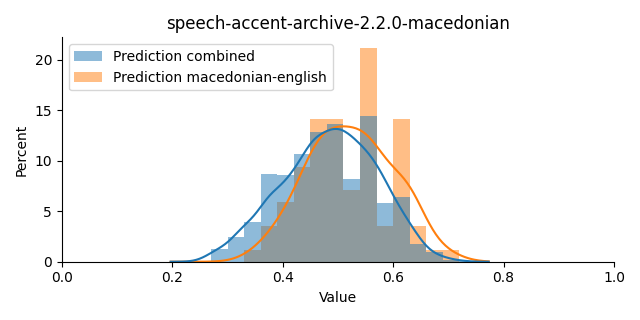 speech-accent-archive-2.2.0-macedonian
Prediction combined
Prediction macedonian-english
Percent
20
15
10
5
0
0.0 0.2 0.4 0.6 0.8 1.0
Value